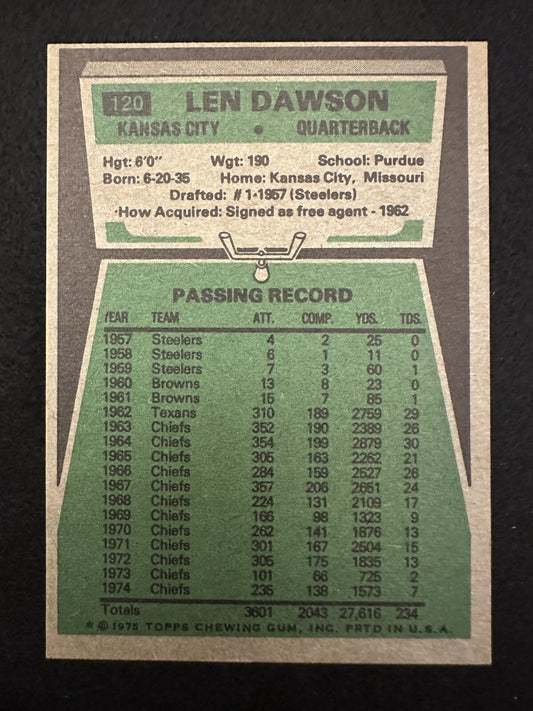 120 LEN DAWSON
KANSAS CITY • QUARTERBACK
Hgt: 6'0" Wgt: 190 School: Purdue
Born: 6-20-35 Home: Kansas City, Missouri
Drafted: #1-1957 (Steelers)
How Acquired: Signed as free agent - 1962
PASSING RECORD
YEAR TEAM ATT. COMP. YDS. TDS.
1957 Steelers 4 2 25 0
1958 Steelers 6 1 11 0
1959 Steelers 7 3 60 1
1960 Browns 13 8 23 0
1961 Browns 15 7 85 1
1962 Texans 310 189 2759 29
1963 Chiefs 352 190 2389 26
1964 Chiefs 354 199 2879 30
1965 Chiefs 305 163 2262 21
1966 Chiefs 284 159 2527 26
1967 Chiefs 357 206 2651 24
1968 Chiefs 224 131 2109 17
1969 Chiefs 166 98 1323 9
1970 Chiefs 262 141 1876 13
1971 Chiefs 301 167 2504 15
1972 Chiefs 305 175 1835 13
1973 Chiefs 101 66 725 2
1974 Chiefs 235 138 1573 7
Totals 3601 2043 27,616 234
* © 1975 TOPPS CHEWING GUM, INC. PRTD IN U.S.A.